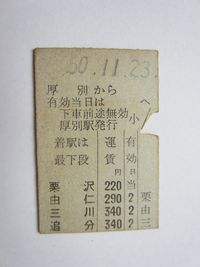 50.11.23
厚別から
有効当日は
下車前途無効
厚別駅発行
小
着駅は 運 有
最下段 賃 効
円 日
栗沢 220 当
由仁 290 2
三川 340 2
追分 340 2
栗
由
三